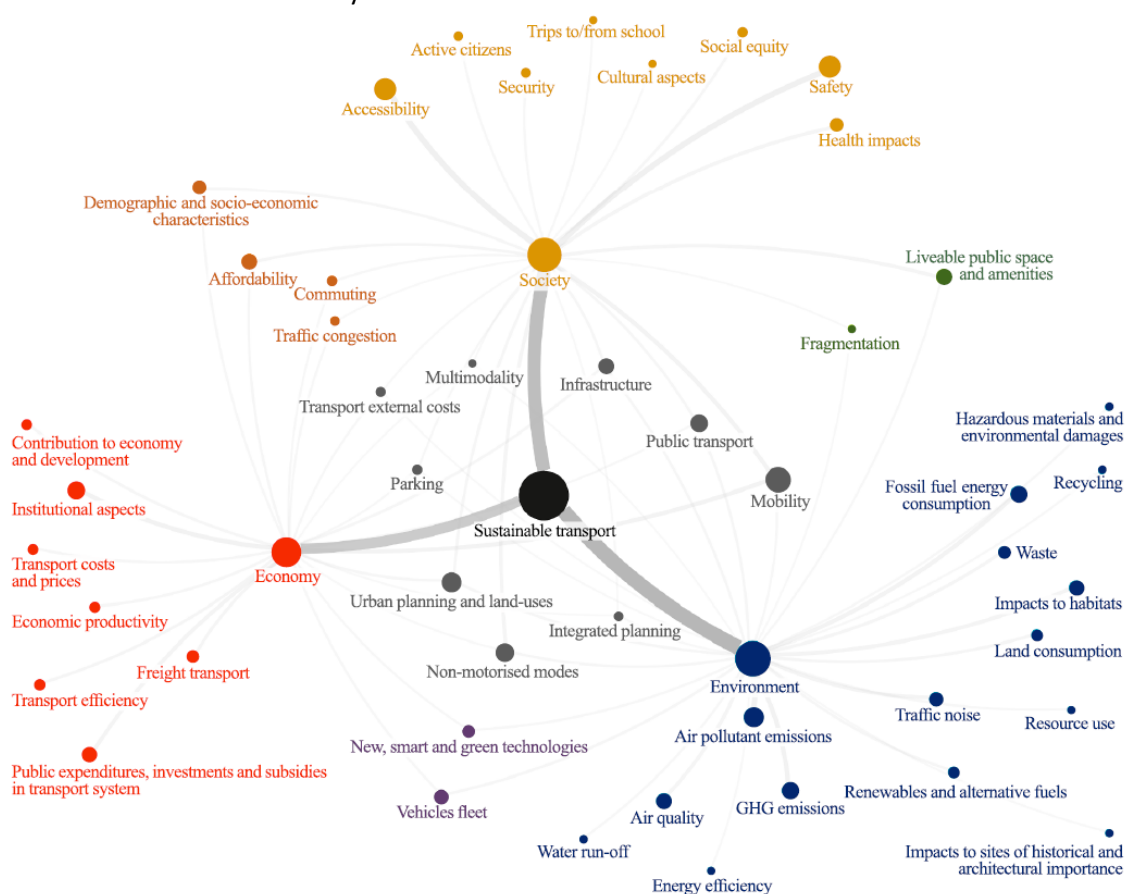 Trips to/from school
Active citizens
Social equity
Cultural aspects
Security
Safety
Accessibility
Health impacts
Demographic and socio-economic
characteristics
Liveable public space
and amenities
Affordability
Society
Commuting
Traffic congestion
Fragmentation
Multimodality
Infrastructure
Transport external costs
Hazardous materials and
environmental damages
Contribution to economy
and development
Public transport
Parking
Recycling
Fossil fuel energy
consumption
Mobility
Institutional aspects
Sustainable transport
Waste
Transport costs
and prices
Economy
Urban planning and land-uses
Impacts to habitats
Economic productivity
Integrated planning
Land consumption
Freight transport
Non-motorised modes
Environment
Transport efficiency
Traffic noise
Resource use
Air pollutant emissions
New, smart and green technologies
Public expenditures, investments and subsidies
in transport system
Renewables and alternative fuels
Vehicles fleet
Air quality
GHG emissions
Water run-off
Impacts to sites of historical and
architectural importance
Energy efficiency